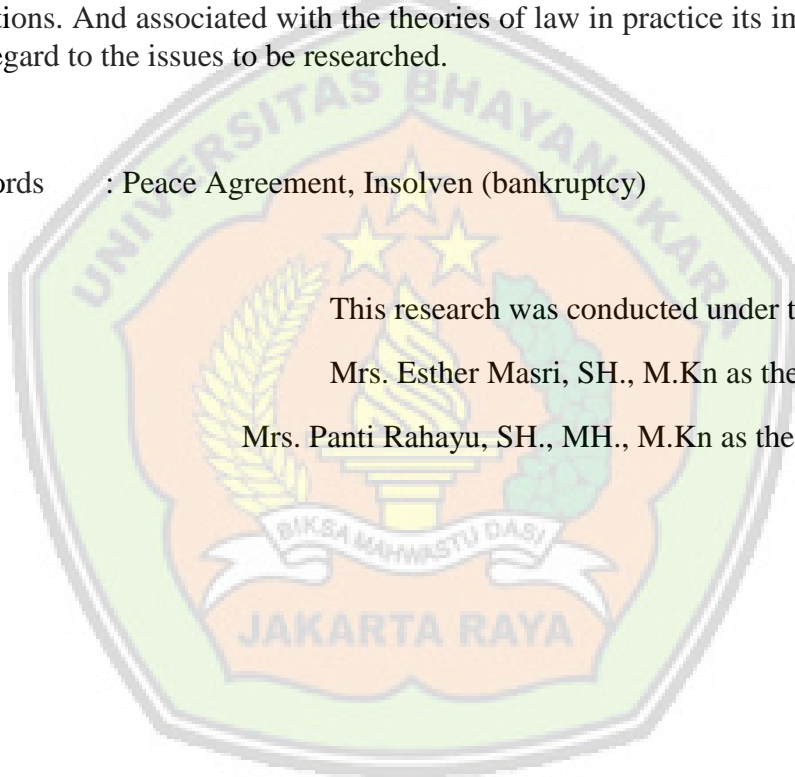 tions. And associated with the theories of law in practice its im
egard to the issues to be researched.
ords : Peace Agreement, Insolven (bankruptcy)
This research was conducted under t
Mrs. Esther Masri, SH., M.Kn as the
Mrs. Panti Rahayu, SH., MH., M.Kn as the
UNIVERSITAS BHAYANGKARA
BIKSA MAHWASTU DASI
JAKARTA RAYA